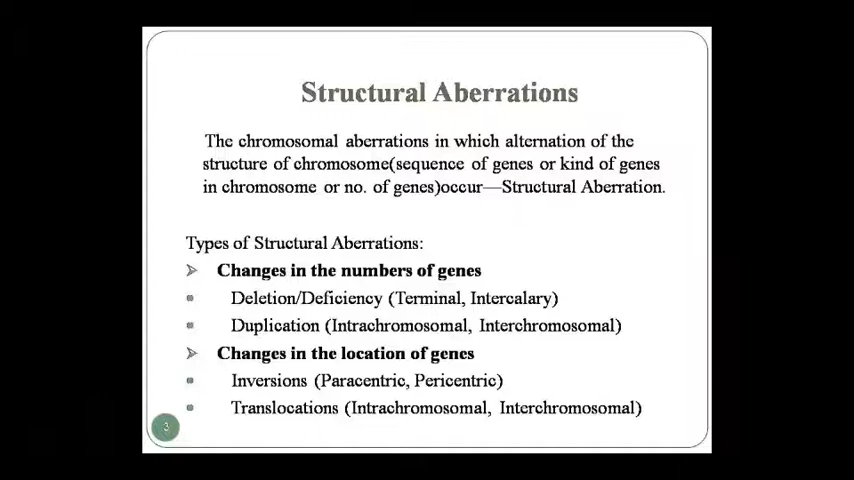 Structural Aberrations
The chromosomal aberrations in which alternation of the
structure of chromosome(sequence of genes or kind of genes
in chromosome or no. of genes)occur—Structural Aberration.
Types of Structural Aberrations:
➢ Changes in the numbers of genes
▪ Deletion/Deficiency (Terminal, Intercalary)
▪ Duplication (Intrachromosomal, Interchromosomal)
➢ Changes in the location of genes
▪ Inversions (Paracentric, Pericentric)
▪ Translocations (Intrachromosomal, Interchromosomal)
3